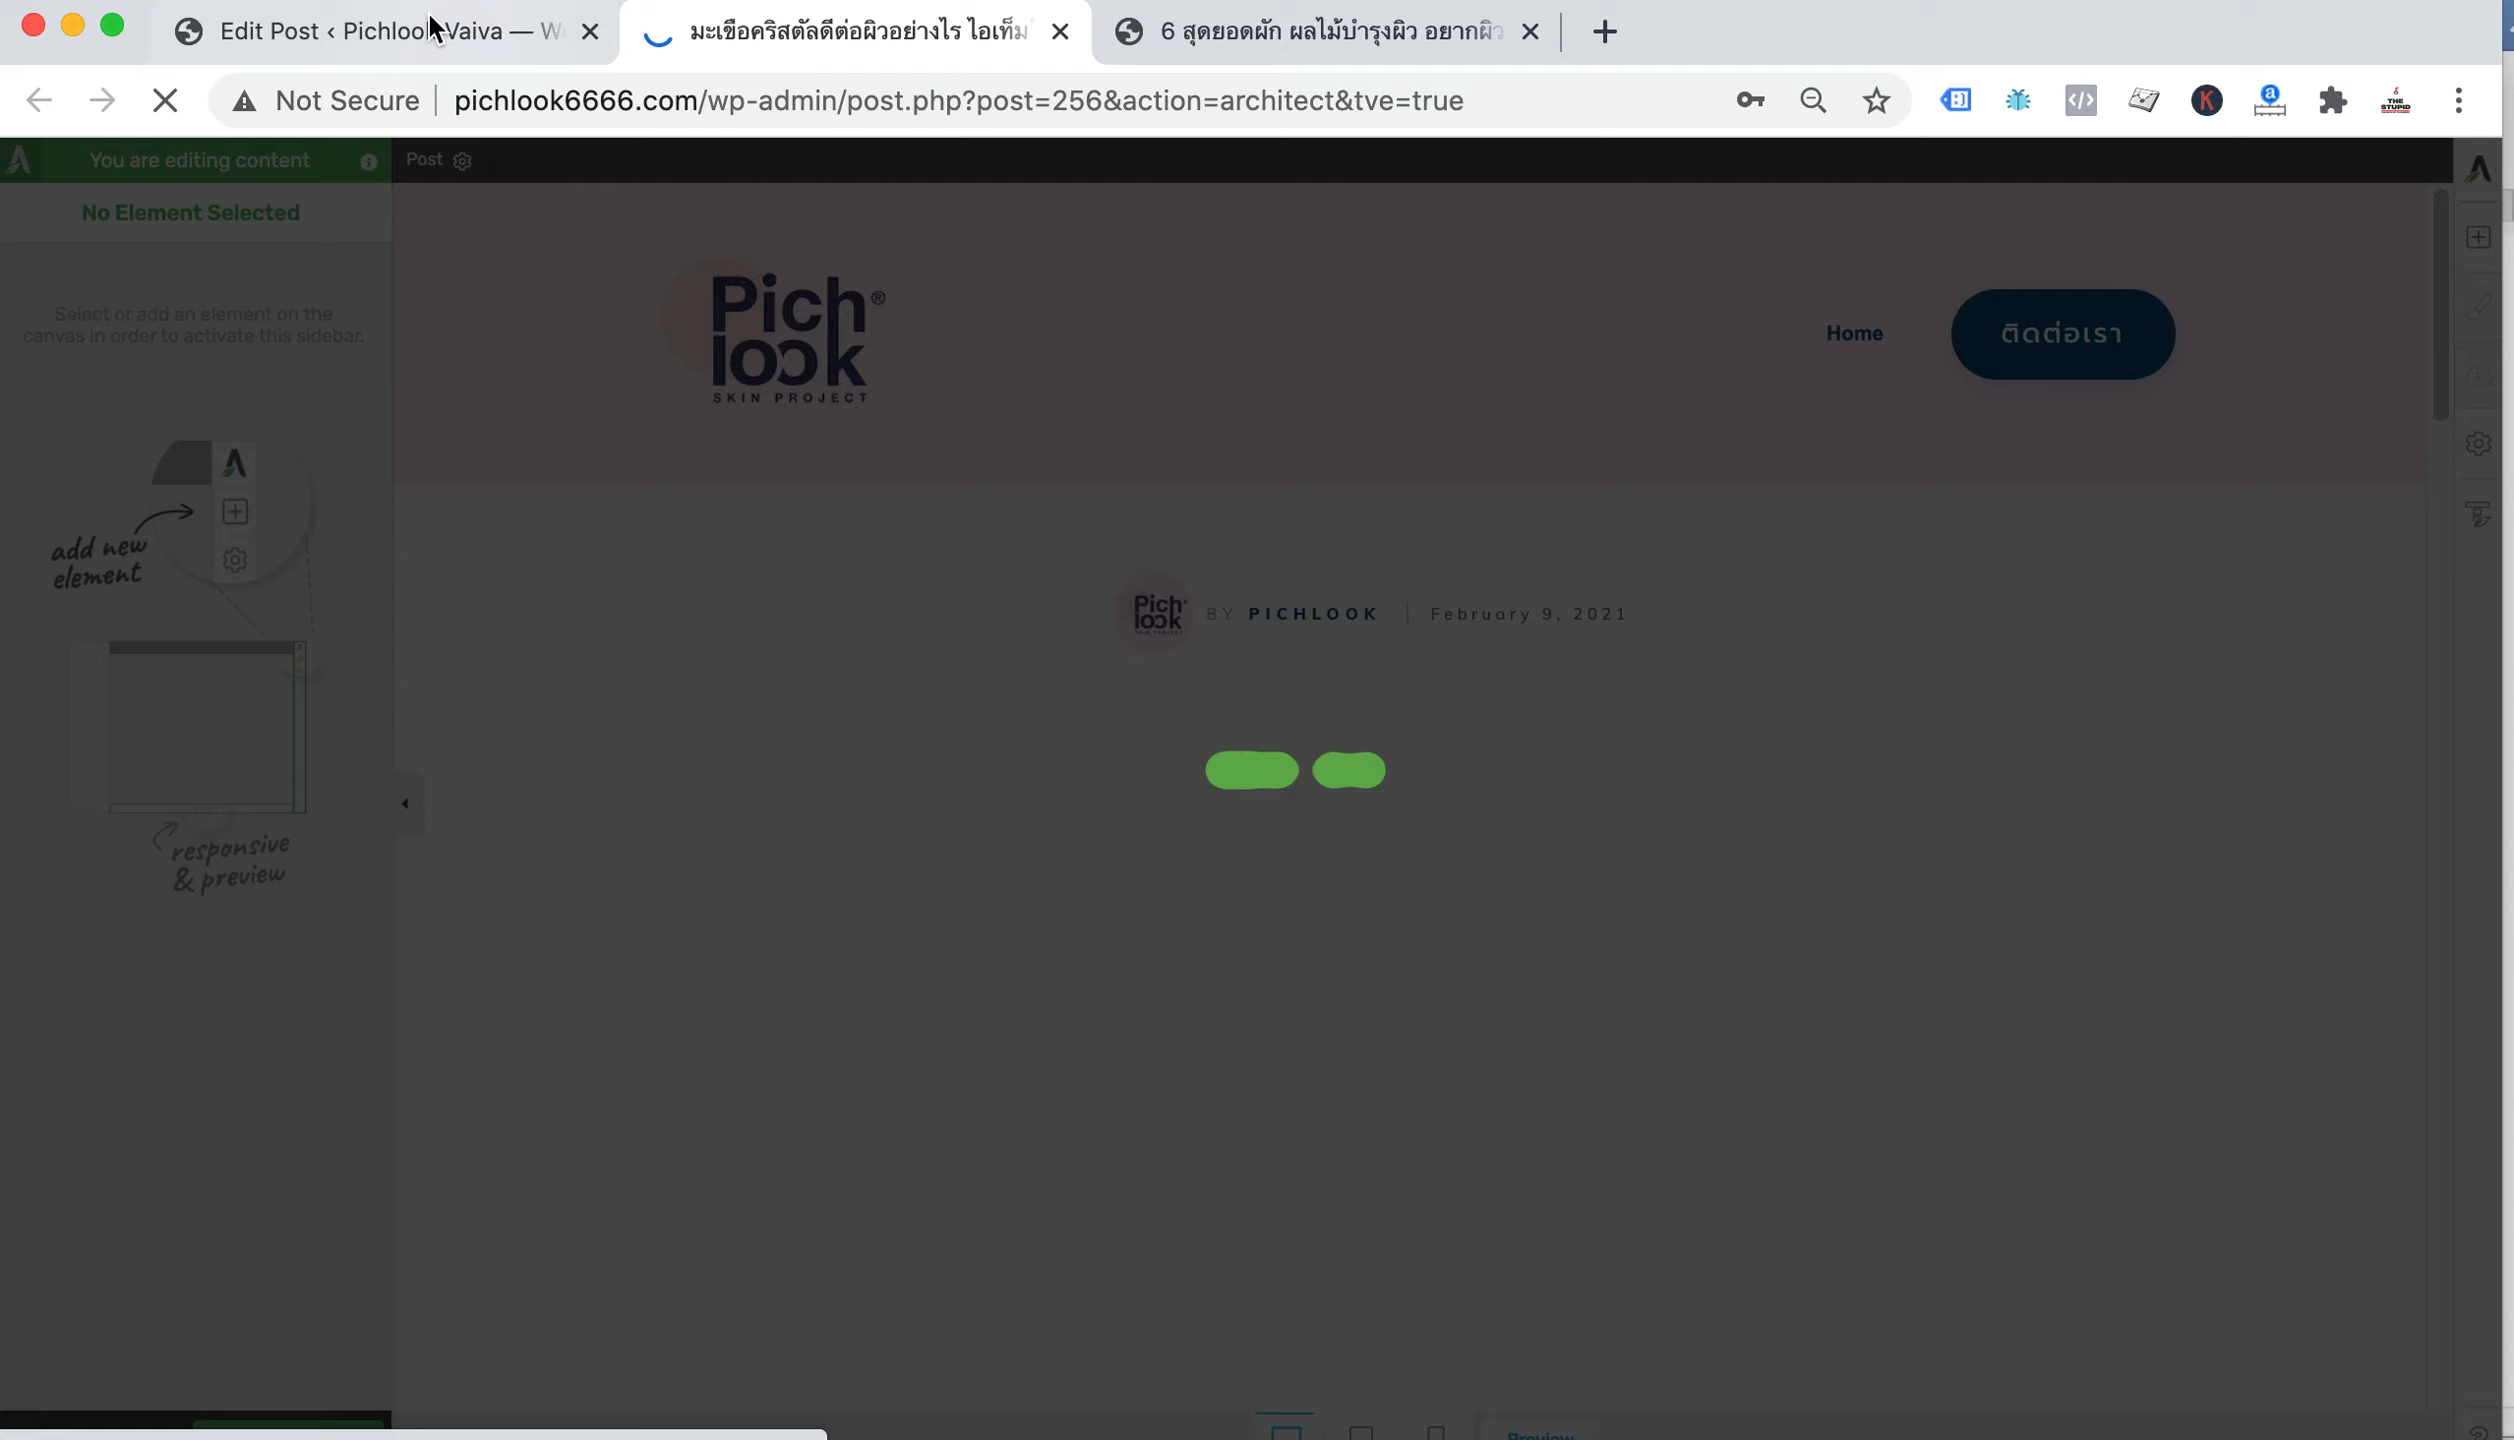 Edit Post ‹ Pichlook Vaiva — W
มะเขือคริสตัลดีต่อผิวอย่างไร ไอเท็ม
6 สุดยอดผัก ผลไม้บำรุงผิว อยากผิว
Not Secure
pichlook6666.com/wp-admin/post.php?post=256&action=architect&tve=true
THE STUPID
You are editing content
Post
No Element Selected
Select or add an element on the
canvas in order to activate this sidebar.
Pich®
look
SKIN PROJECT
Home
ติดต่อเรา
add new
element
Pich
look
BY PICHLOOK
February 9, 2021
responsive
& preview
Preview